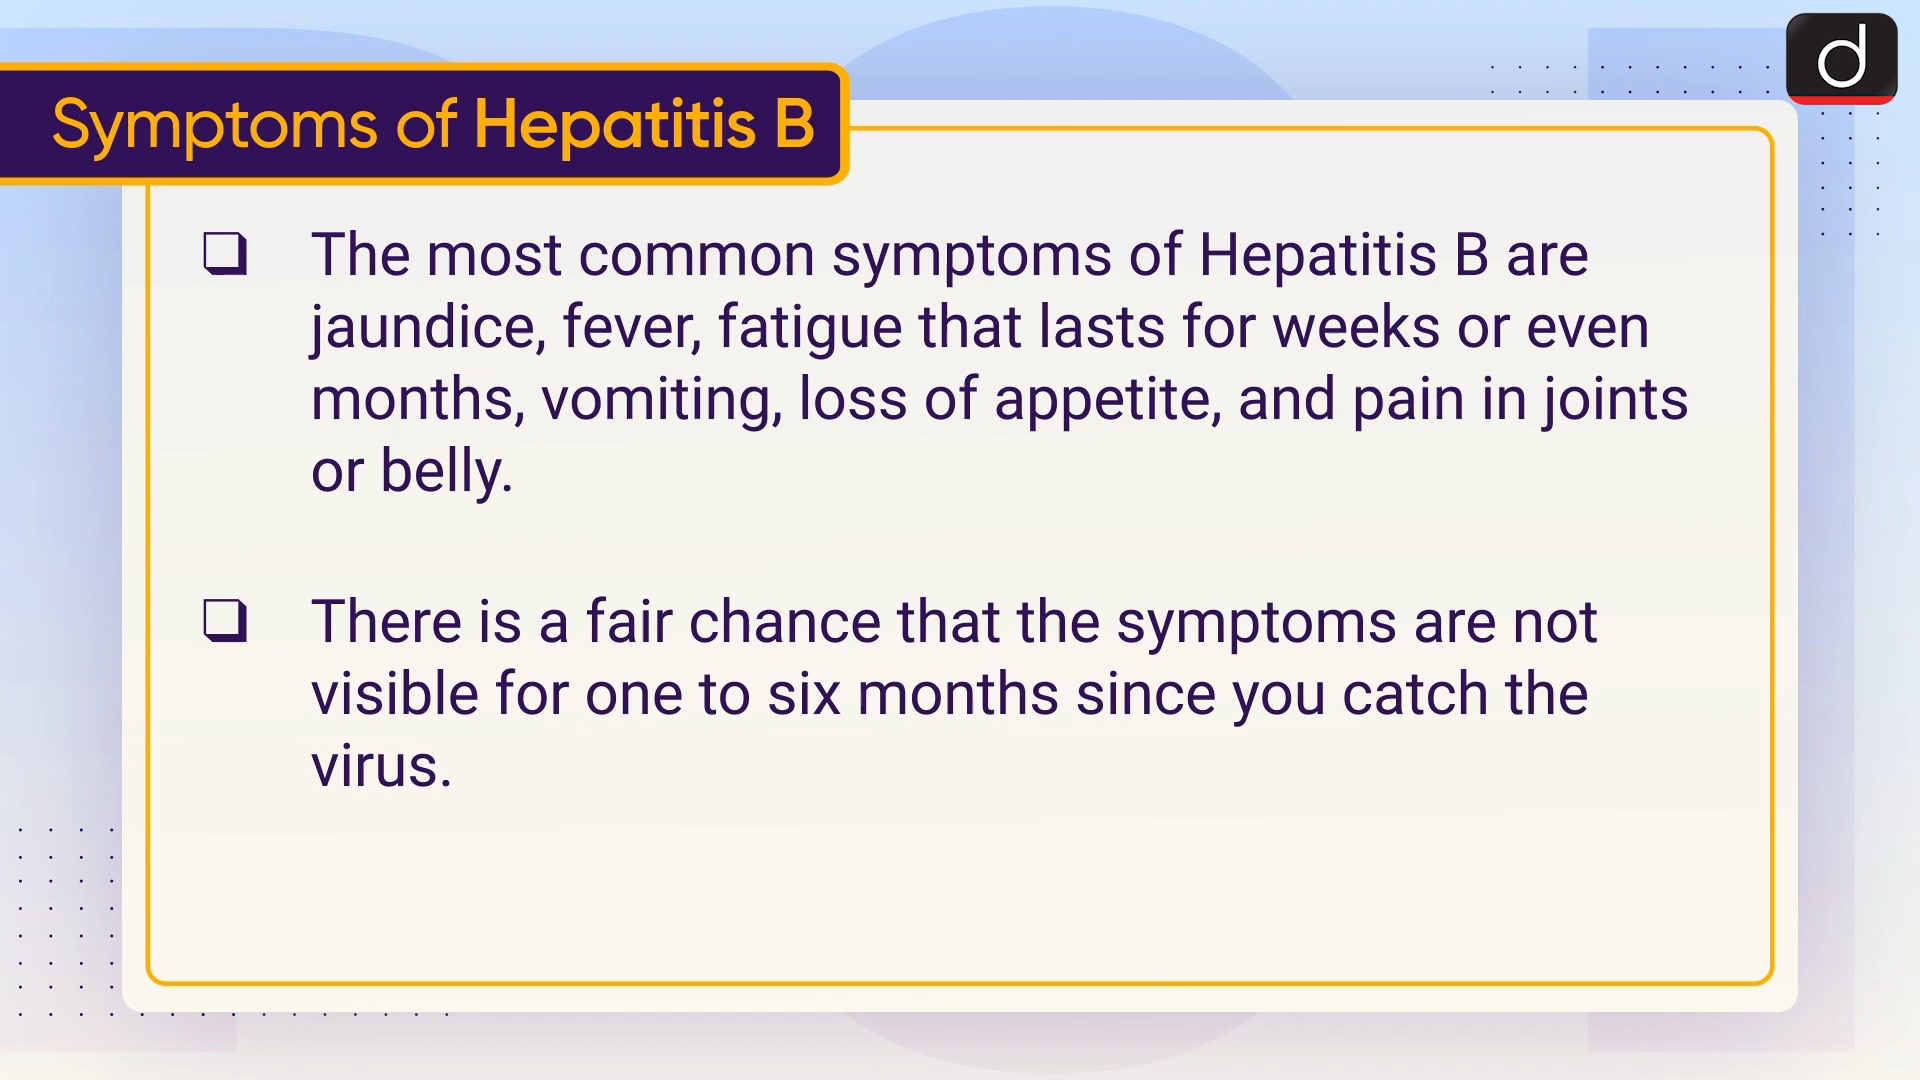 Symptoms of Hepatitis B
The most common symptoms of Hepatitis B are
jaundice, fever, fatigue that lasts for weeks or even
months, vomiting, loss of appetite, and pain in joints
or belly.
There is a fair chance that the symptoms are not
visible for one to six months since you catch the
virus.
d